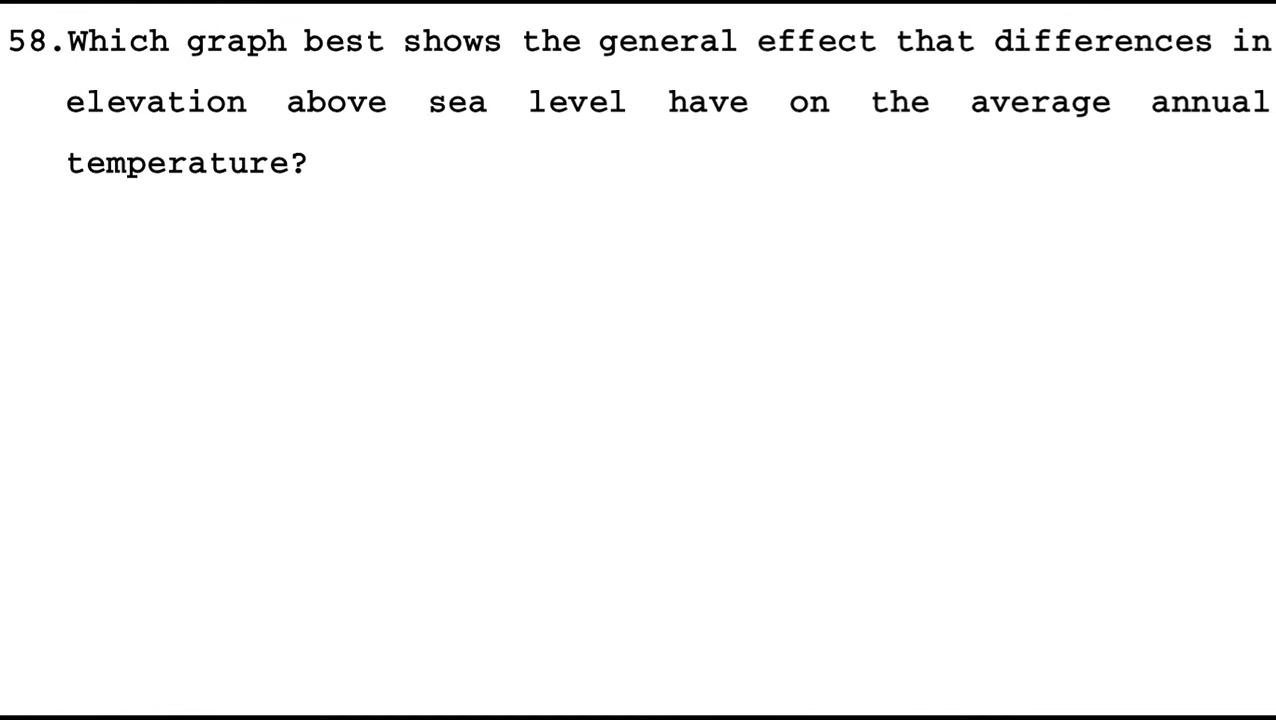 58.Which graph best shows the general effect that differences in
elevation above sea level have on the average annual
temperature?